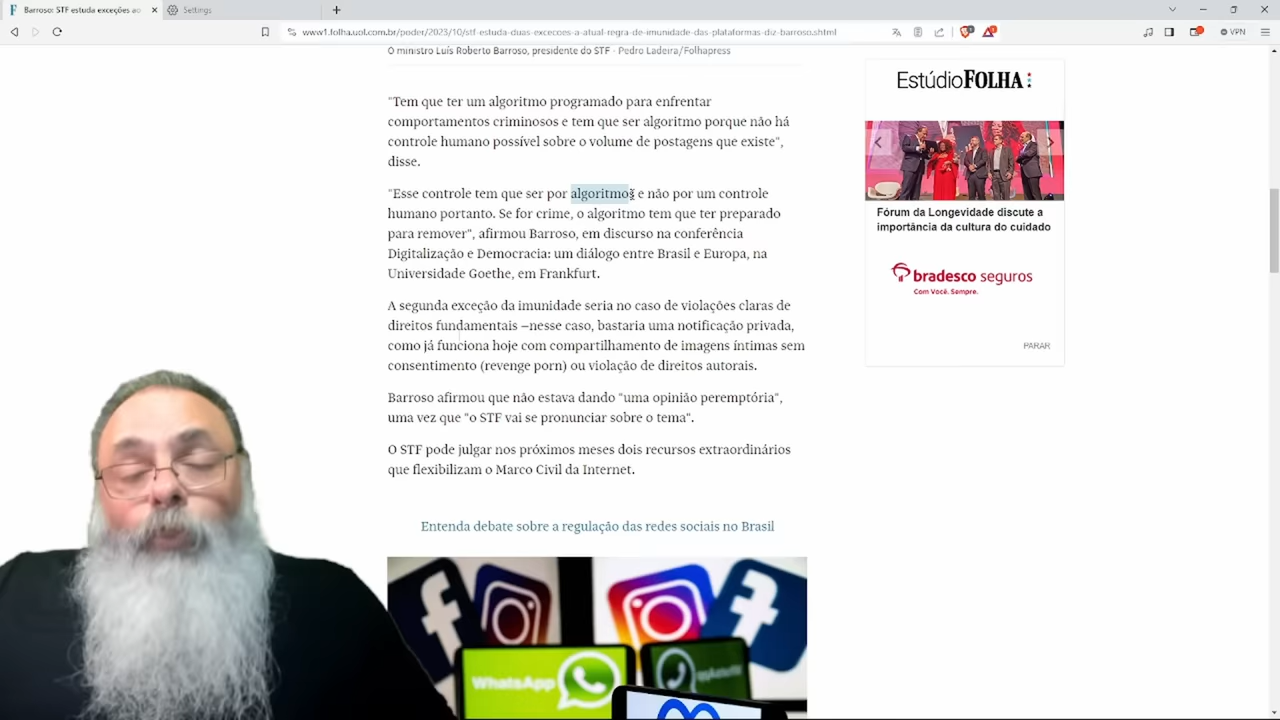 Barroso: STF estuda exceções ao
Settings
www1.folha.uol.com.br/poder/2023/10/stf-estuda-duas-excecoes-a-atual-regra-de-imunidade-das-plataformas-diz-barroso.shtml
VPN
O ministro Luís Roberto Barroso, presidente do STF - Pedro Ladeira/Folhapress
"Tem que ter um algoritmo programado para enfrentar
comportamentos criminosos e tem que ser algoritmo porque não há
controle humano possível sobre o volume de postagens que existe",
disse.
"Esse controle tem que ser por algoritmo e não por um controle
humano portanto. Se for crime, o algoritmo tem que ter preparado
para remover", afirmou Barroso, em discurso na conferência
Digitalização e Democracia: um diálogo entre Brasil e Europa, na
Universidade Goethe, em Frankfurt.
A segunda exceção da imunidade seria no caso de violações claras de
direitos fundamentais —nesse caso, bastaria uma notificação privada,
como já funciona hoje com compartilhamento de imagens íntimas sem
consentimento (revenge porn) ou violação de direitos autorais.
Barroso afirmou que não estava dando "uma opinião peremptória",
uma vez que "o STF vai se pronunciar sobre o tema".
O STF pode julgar nos próximos meses dois recursos extraordinários
que flexibilizam o Marco Civil da Internet.
Entenda debate sobre a regulação das redes sociais no Brasil
WhatsApp
EstúdioFOLHA:
Fórum da Longevidade discute a
importância da cultura do cuidado
bradesco seguros
Com Você. Sempre.
PARAR